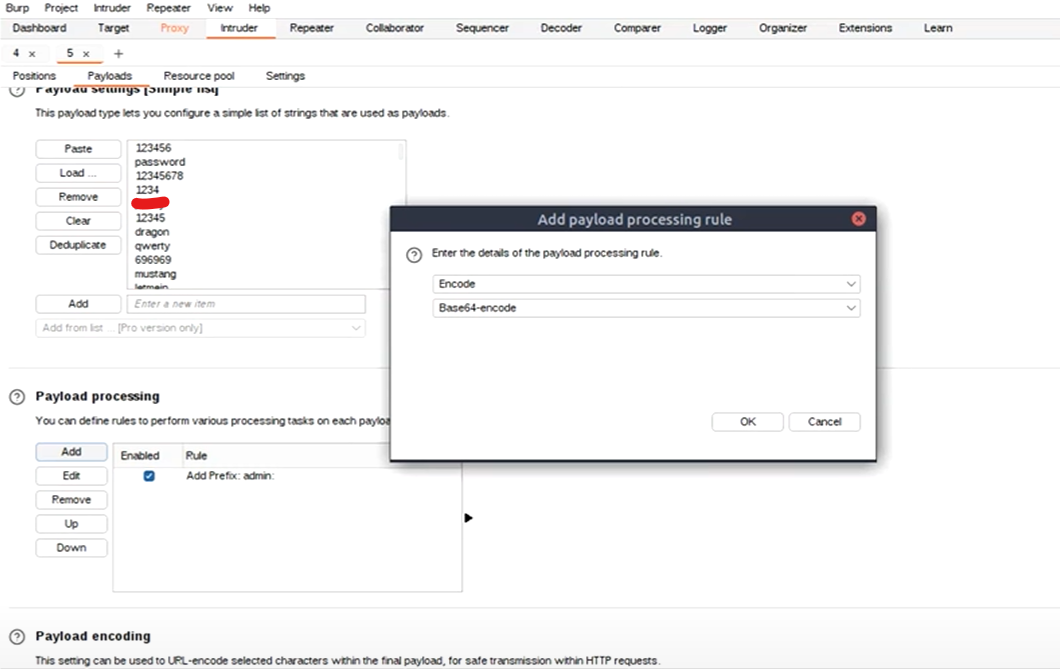 Burp Project Intruder Repeater View Help
Dashboard Target Proxy Intruder Repeater Collaborator Sequencer Decoder Comparer Logger Organizer Extensions Learn
4 × 5 × +
Positions Payloads Resource pool Settings
? Payload settings [Simple list]
This payload type lets you configure a simple list of strings that are used as payloads.
Paste
Load ...
Remove
Clear
Deduplicate
123456
password
12345678
1234
12345
dragon
qwerty
696969
mustang
letmein
Add Enter a new item
Add from list ... [Pro version only]
Add payload processing rule
? Enter the details of the payload processing rule.
Encode
Base64-encode
OK Cancel
? Payload processing
You can define rules to perform various processing tasks on each payloa
Add
Edit
Remove
Up
Down
Enabled Rule
Add Prefix: admin:
? Payload encoding
This setting can be used to URL-encode selected characters within the final payload, for safe transmission within HTTP requests.